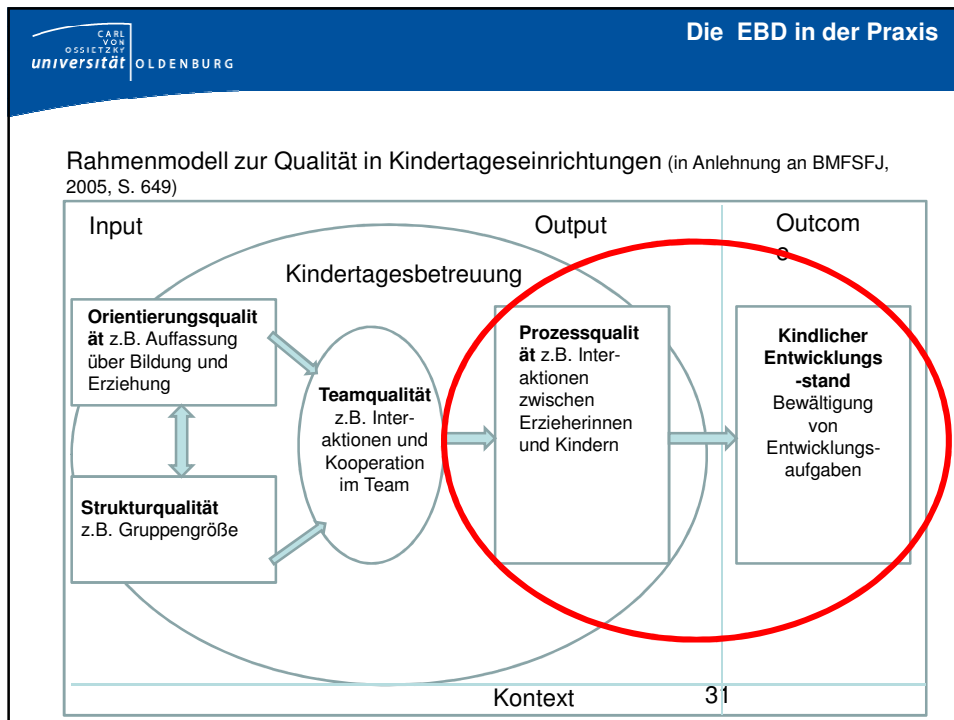 CARL
VON
OSSIETZKY
universität OLDENBURG
Die EBD in der Praxis
Rahmenmodell zur Qualität in Kindertageseinrichtungen (in Anlehnung an BMFSFJ,
2005, S. 649)
Input
Output
Outcom
e
Kindertagesbetreuung
Orientierungsqualit
ät z.B. Auffassung
über Bildung und
Erziehung
Strukturqualität
z.B. Gruppengröße
Teamqualität
z.B. Inter-
aktionen und
Kooperation
im Team
Prozessqualit
ät z.B. Inter-
aktionen
zwischen
Erzieherinnen
und Kindern
Kindlicher
Entwicklungs
-stand
Bewältigung
von
Entwicklungs-
aufgaben
Kontext
31